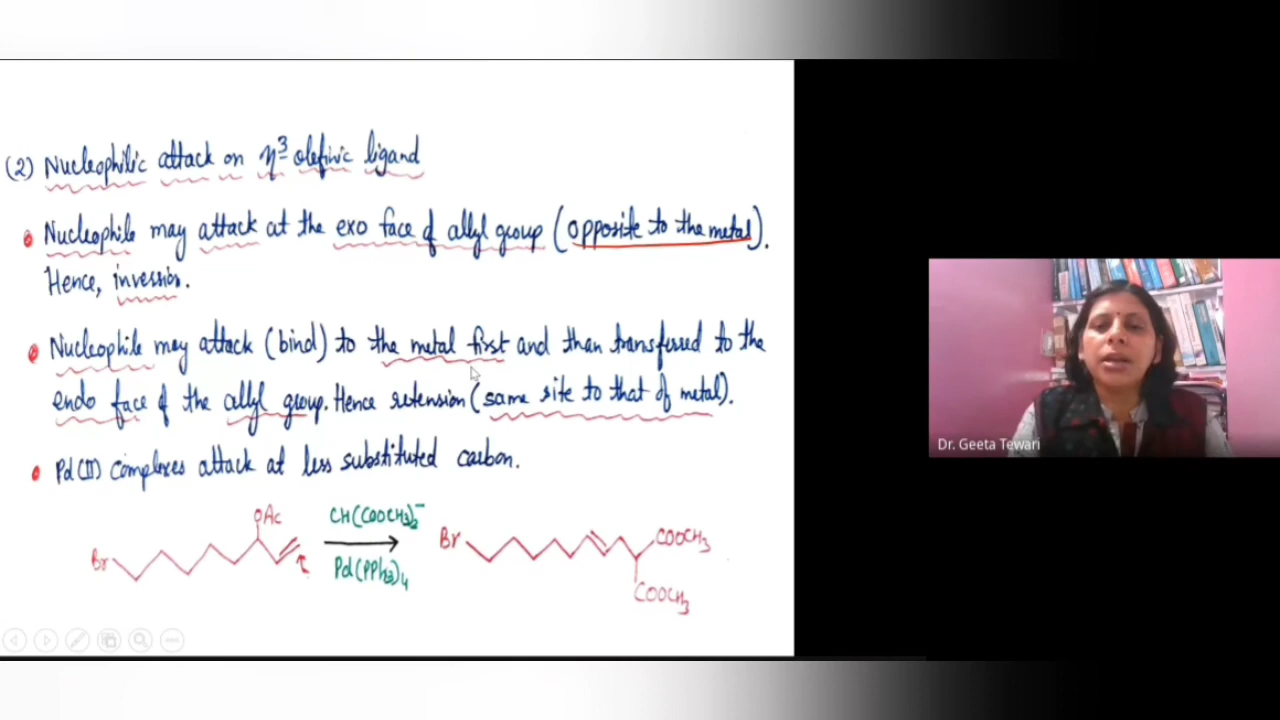 (2) Nucleophilic attack on η³ olefinic ligand
Nucleophile may attack at the exo face of allyl group (opposite to the metal).
Hence, inversion.
Nucleophile may attack (bind) to the metal first and than transferred to the
endo face of the allyl group. Hence retension (same site to that of metal).
Pd(II) complexes attack at less substituted carbon.
OAc
Br
CH(COOCH3)2⁻
Pd(PPh3)4
Br
COOCH3
COOCH3
Dr. Geeta Tewari